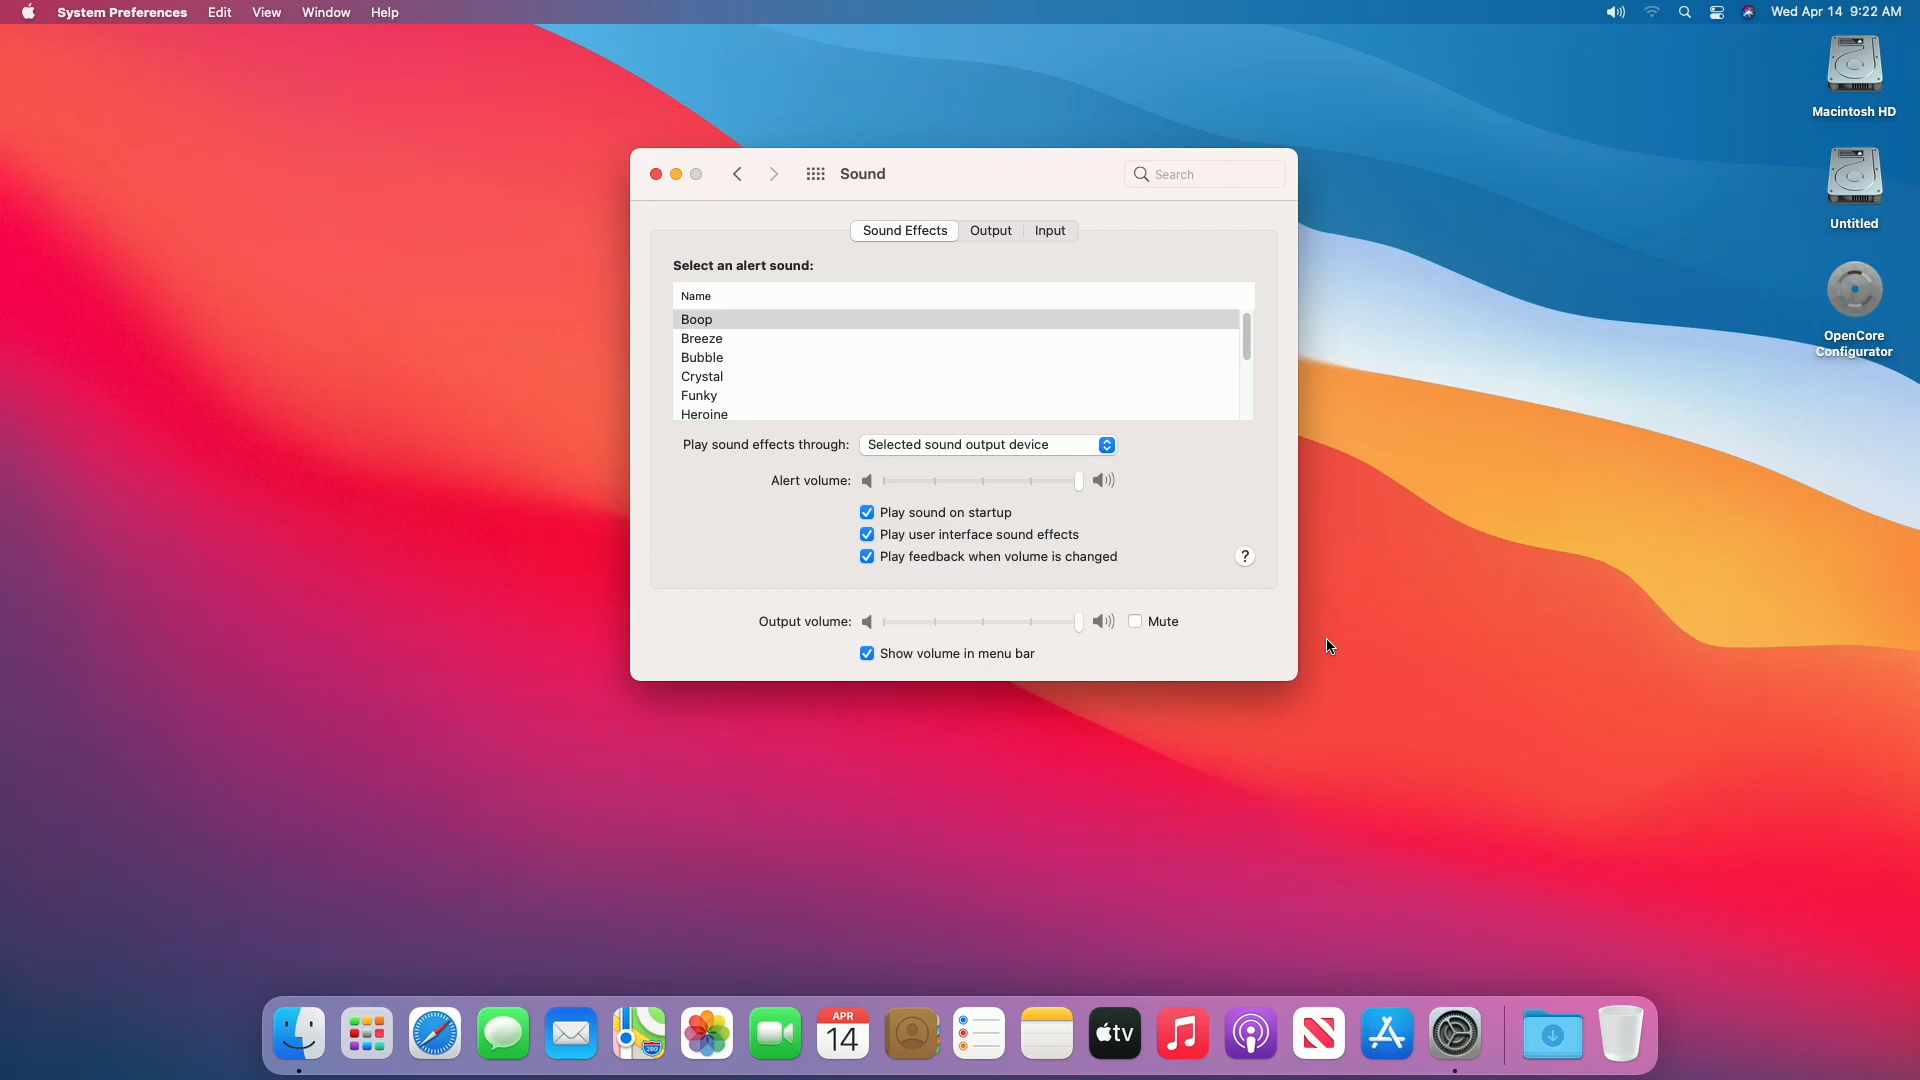 System Preferences Edit View Window Help Wed Apr 14 9:22 AM
Macintosh HD
Untitled
OpenCore
Configurator
Sound Search
Sound Effects Output Input
Select an alert sound:
Name
Boop
Breeze
Bubble
Crystal
Funky
Heroine
Play sound effects through: Selected sound output device
Alert volume:
Play sound on startup
Play user interface sound effects
Play feedback when volume is changed ?
Output volume: Mute
Show volume in menu bar
280
APR
14
tv